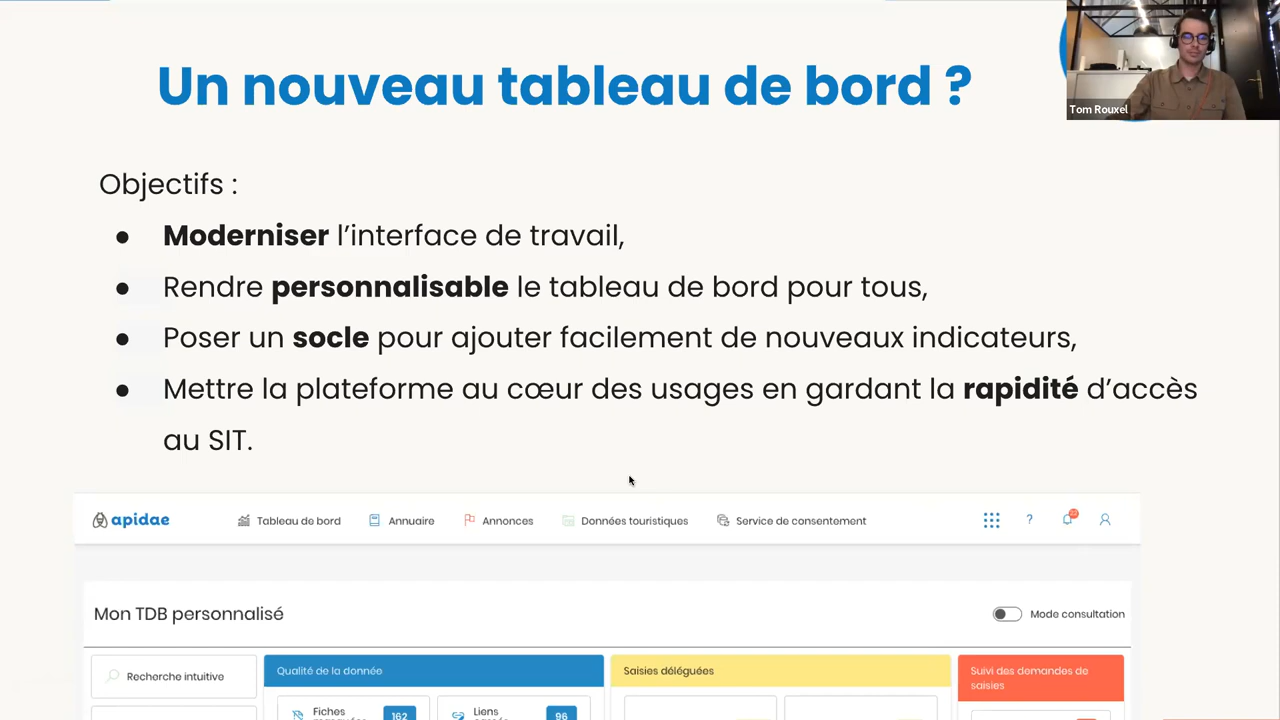 Un nouveau tableau de bord ?
Tom Rouxel
Objectifs :
● Moderniser l’interface de travail,
● Rendre personnalisable le tableau de bord pour tous,
● Poser un socle pour ajouter facilement de nouveaux indicateurs,
● Mettre la plateforme au cœur des usages en gardant la rapidité d’accès
au SIT.
apidae Tableau de bord Annuaire Annonces Données touristiques Service de consentement ?
Mon TDB personnalisé Mode consultation
Recherche intuitive
Qualité de la donnée
Fiches
162
Liens
96
Saisies déléguées
Suivi des demandes de
saisies